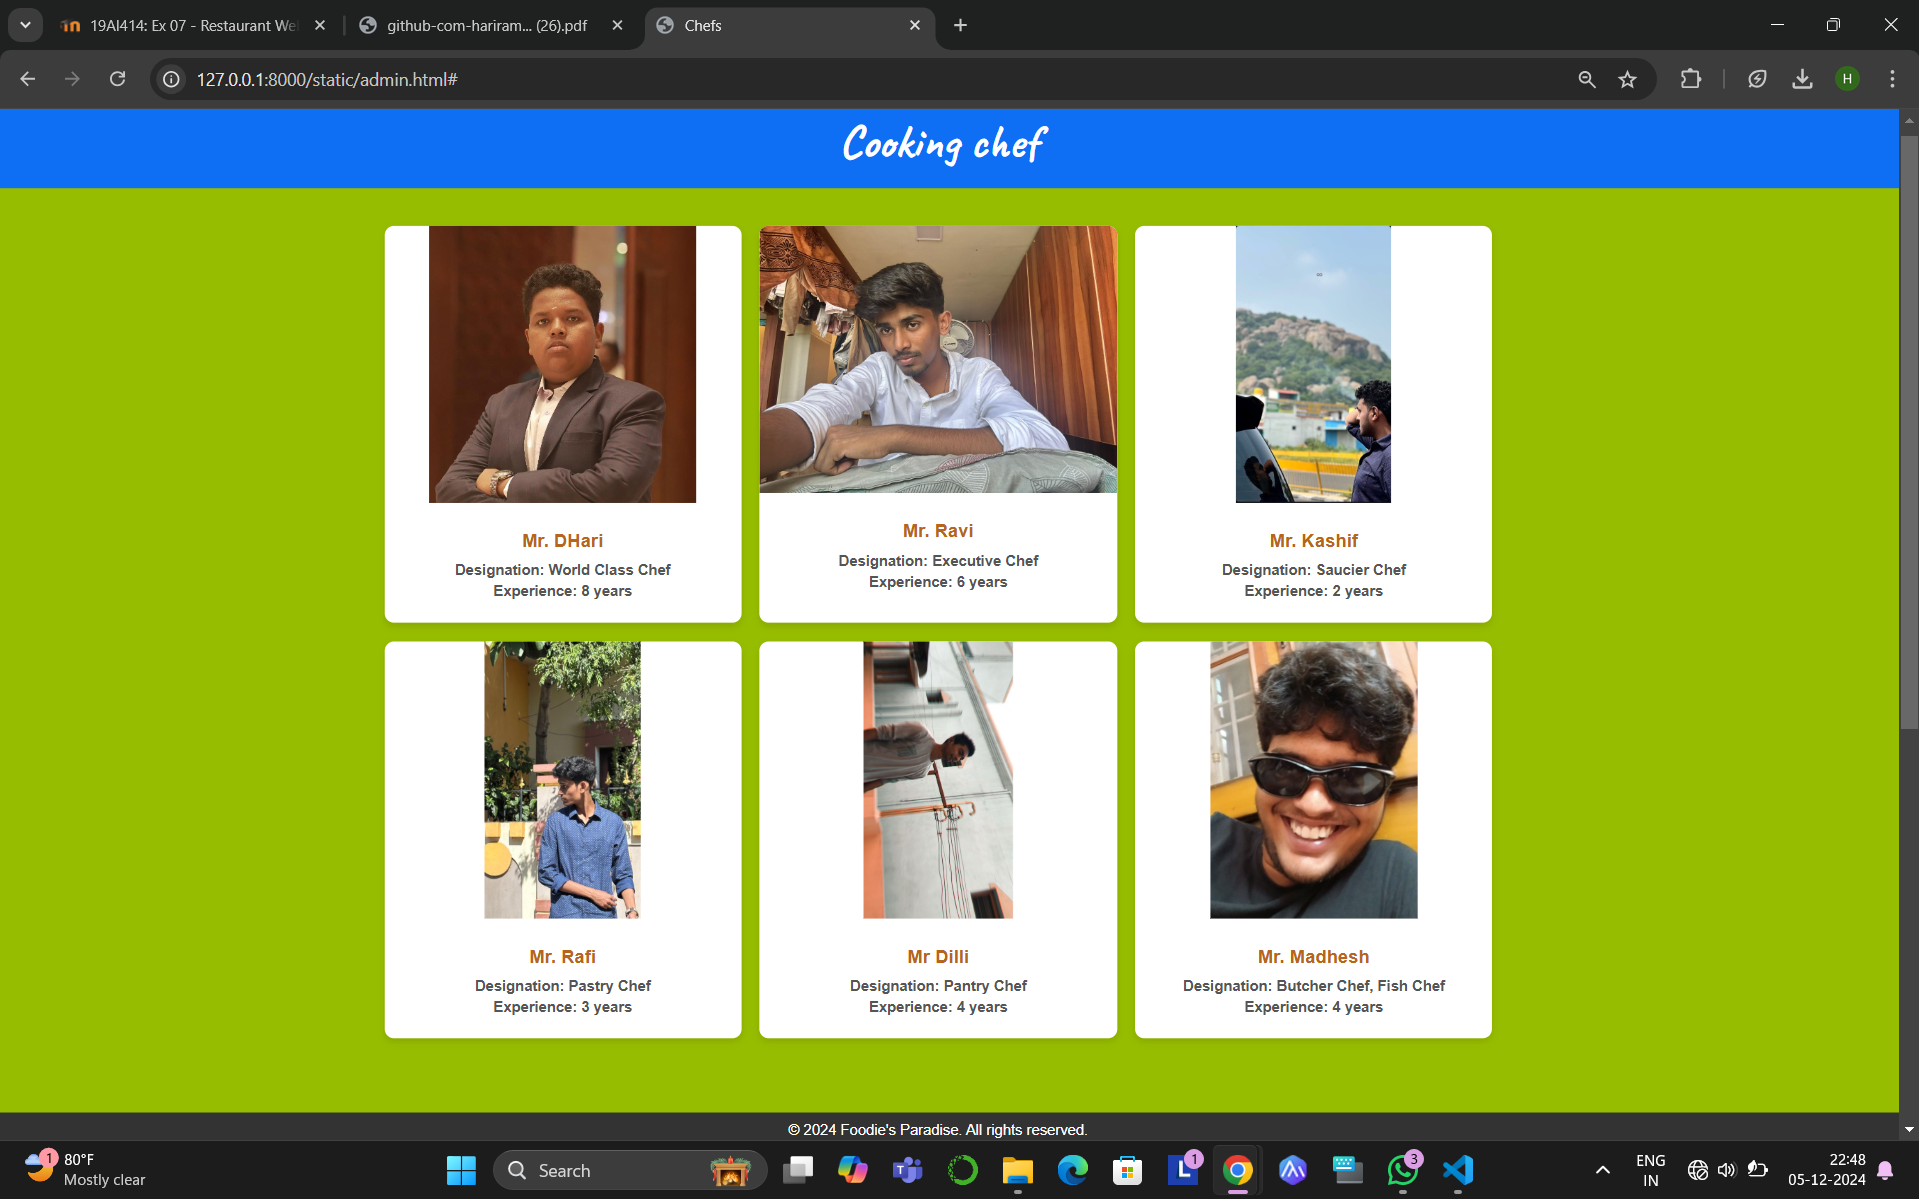 19AI414: Ex 07 - Restaurant We
github-com-hariram... (26).pdf
Chefs
127.0.0.1:8000/static/admin.html#
H
Cooking chef
Mr. DHari
Designation: World Class Chef
Experience: 8 years
Mr. Ravi
Designation: Executive Chef
Experience: 6 years
Mr. Kashif
Designation: Saucier Chef
Experience: 2 years
Mr. Rafi
Designation: Pastry Chef
Experience: 3 years
Mr Dilli
Designation: Pantry Chef
Experience: 4 years
Mr. Madhesh
Designation: Butcher Chef, Fish Chef
Experience: 4 years
© 2024 Foodie's Paradise. All rights reserved.
1
80°F
Mostly clear
Search
L
1
3
ENG
IN
22:48
05-12-2024